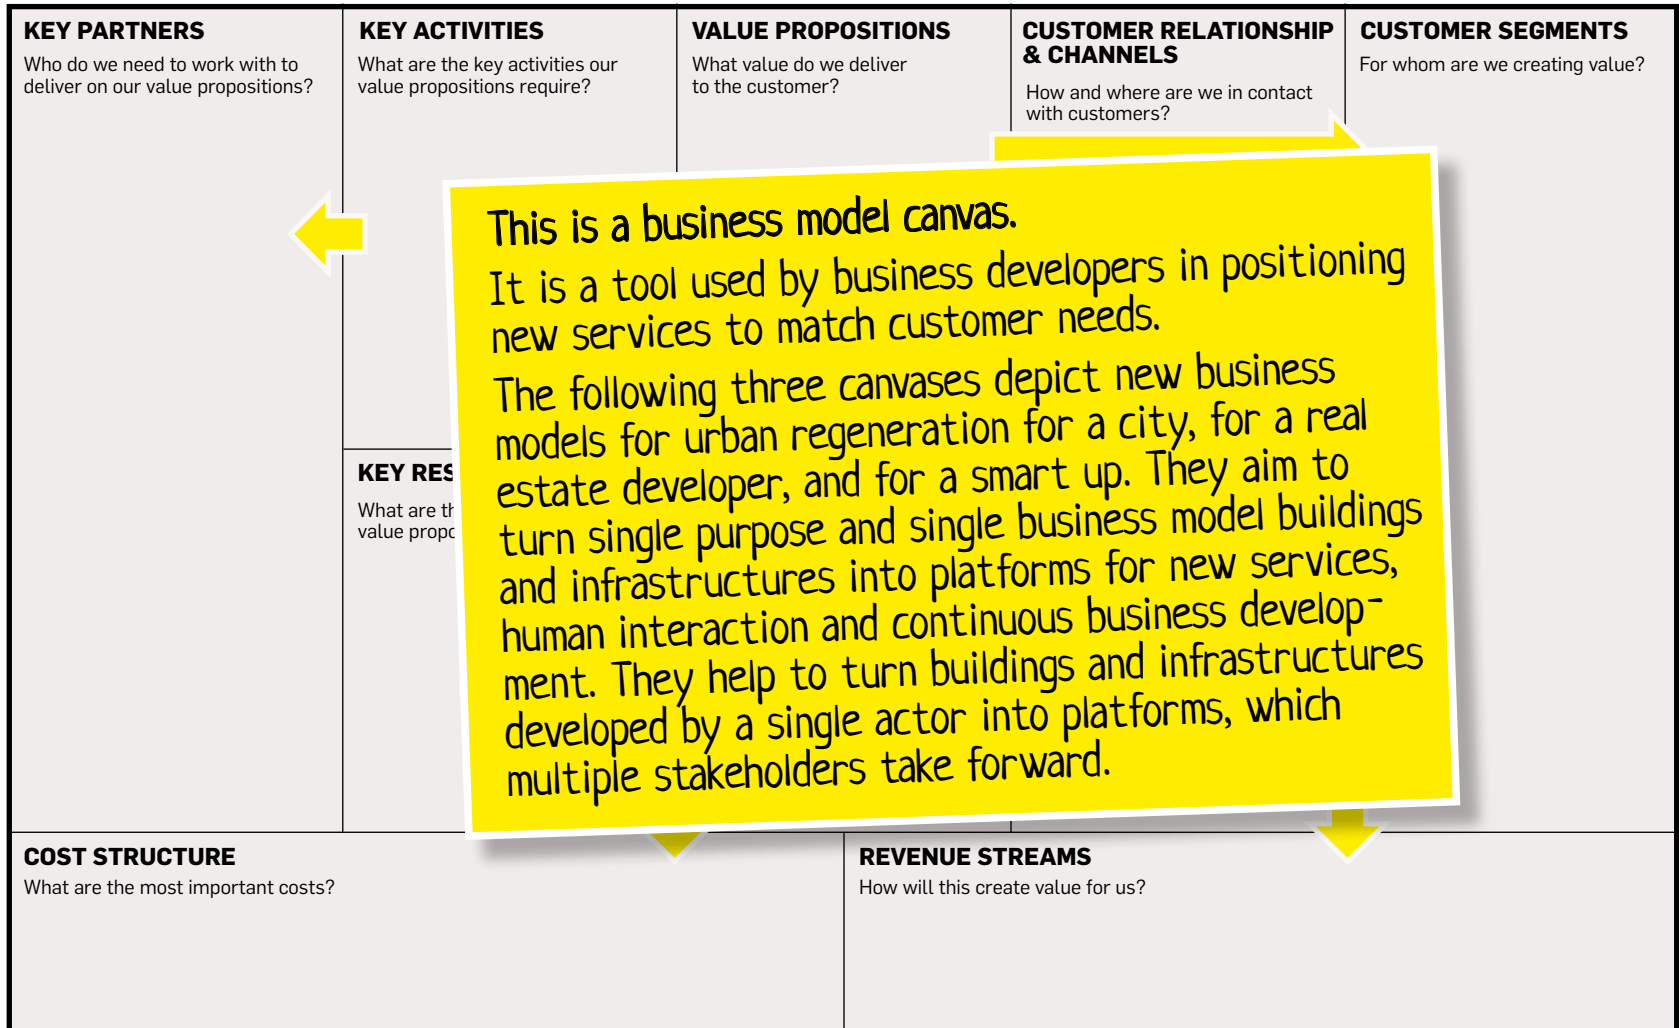 KEY PARTNERS
Who do we need to work with to
deliver on our value propositions?
KEY ACTIVITIES
What are the key activities our
value propositions require?
VALUE PROPOSITIONS
What value do we deliver
to the customer?
CUSTOMER RELATIONSHIP
& CHANNELS
How and where are we in contact
with customers?
CUSTOMER SEGMENTS
For whom are we creating value?
KEY RES
What are th
value propo
This is a business model canvas.
It is a tool used by business developers in positioning
new services to match customer needs.
The following three canvases depict new business
models for urban regeneration for a city, for a real
estate developer, and for a smart up. They aim to
turn single purpose and single business model buildings
and infrastructures into platforms for new services,
human interaction and continuous business develop-
ment. They help to turn buildings and infrastructures
developed by a single actor into platforms, which
multiple stakeholders take forward.
COST STRUCTURE
What are the most important costs?
REVENUE STREAMS
How will this create value for us?